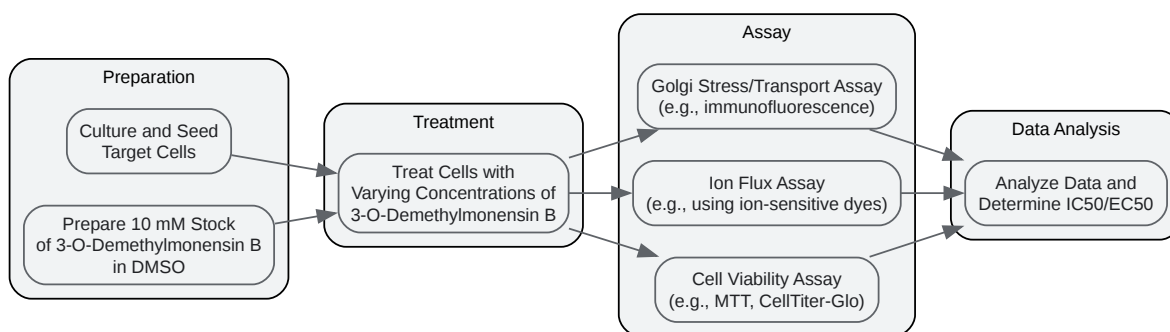 Preparation
Culture and Seed
Target Cells
Prepare 10 mM Stock
of 3-O-Demethylmonensin B
in DMSO
Treatment
Treat Cells with
Varying Concentrations of
3-O-Demethylmonensin B
Assay
Golgi Stress/Transport Assay
(e.g., immunofluorescence)
Ion Flux Assay
(e.g., using ion-sensitive dyes)
Cell Viability Assay
(e.g., MTT, CellTiter-Glo)
Data Analysis
Analyze Data and
Determine IC50/EC50